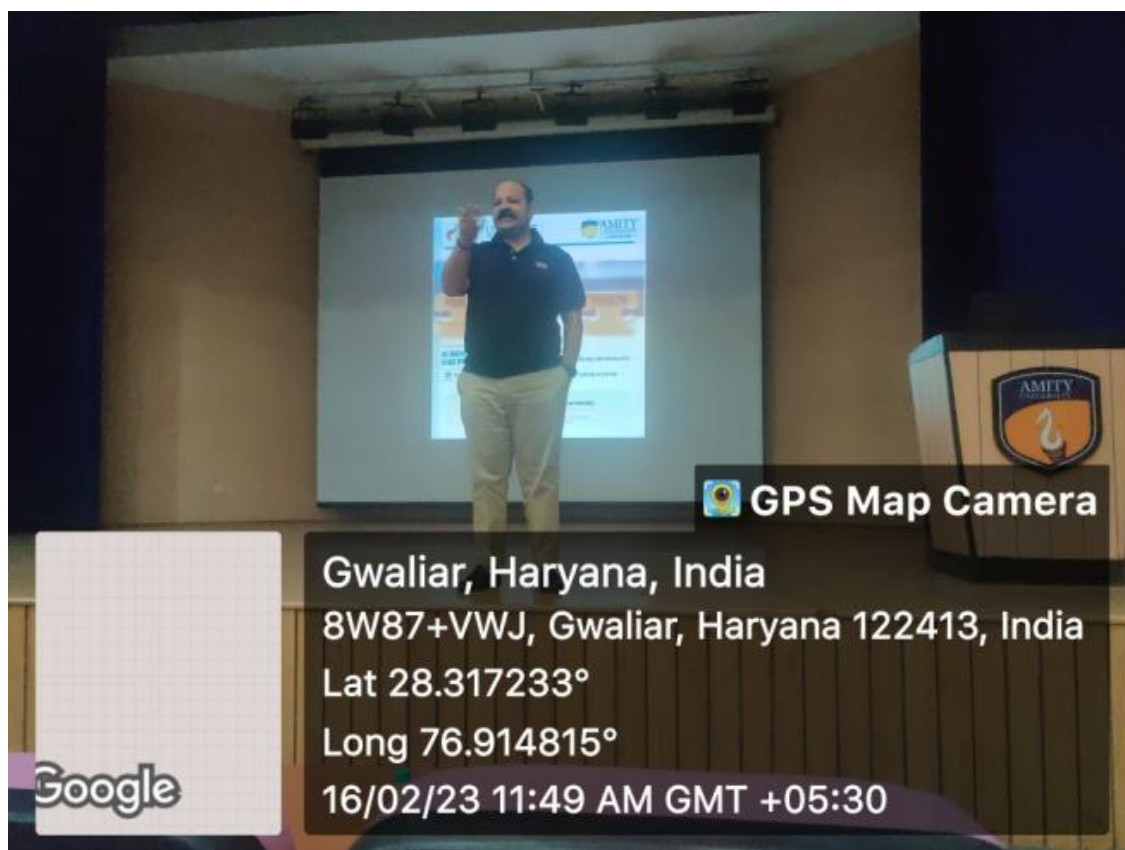 AMITY
AMITY
UNIVERSITY
GPS Map Camera
Gwaliar, Haryana, India
8W87+VWJ, Gwaliar, Haryana 122413, India
Lat 28.317233°
Long 76.914815°
Google
16/02/23 11:49 AM GMT +05:30